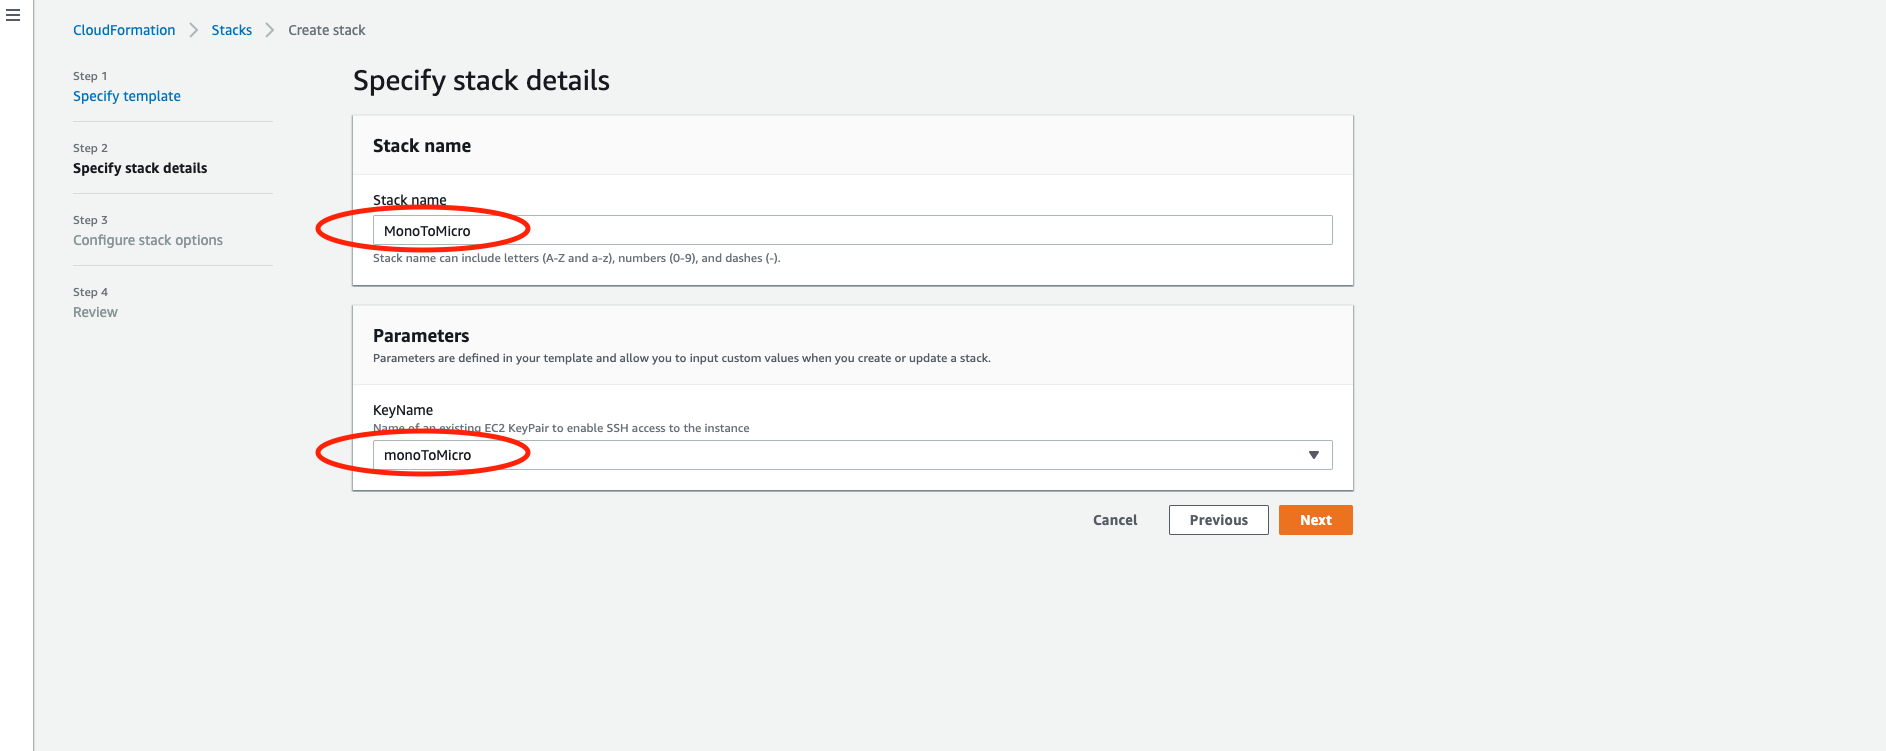 CloudFormation > Stacks > Create stack
Step 1
Specify template
Step 2
Specify stack details
Step 3
Configure stack options
Step 4
Review
Specify stack details
Stack name
Stack name
MonoToMicro
Stack name can include letters (A-Z and a-z), numbers (0-9), and dashes (-).
Parameters
Parameters are defined in your template and allow you to input custom values when you create or update a stack.
KeyName
Name of an existing EC2 KeyPair to enable SSH access to the instance
monoToMicro
Cancel Previous Next